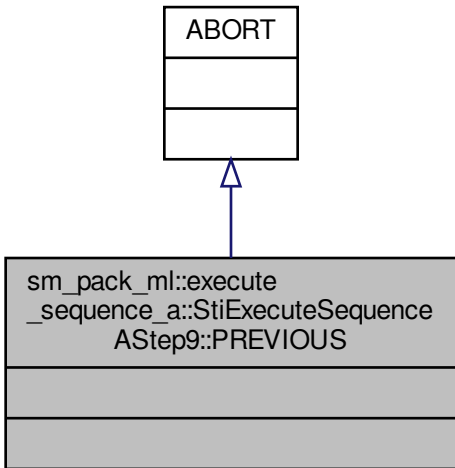 ABORT
sm_pack_ml::execute
_sequence_a::StiExecuteSequence
AStep9::PREVIOUS